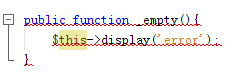 public function _empty(){
$this->display('error');
}